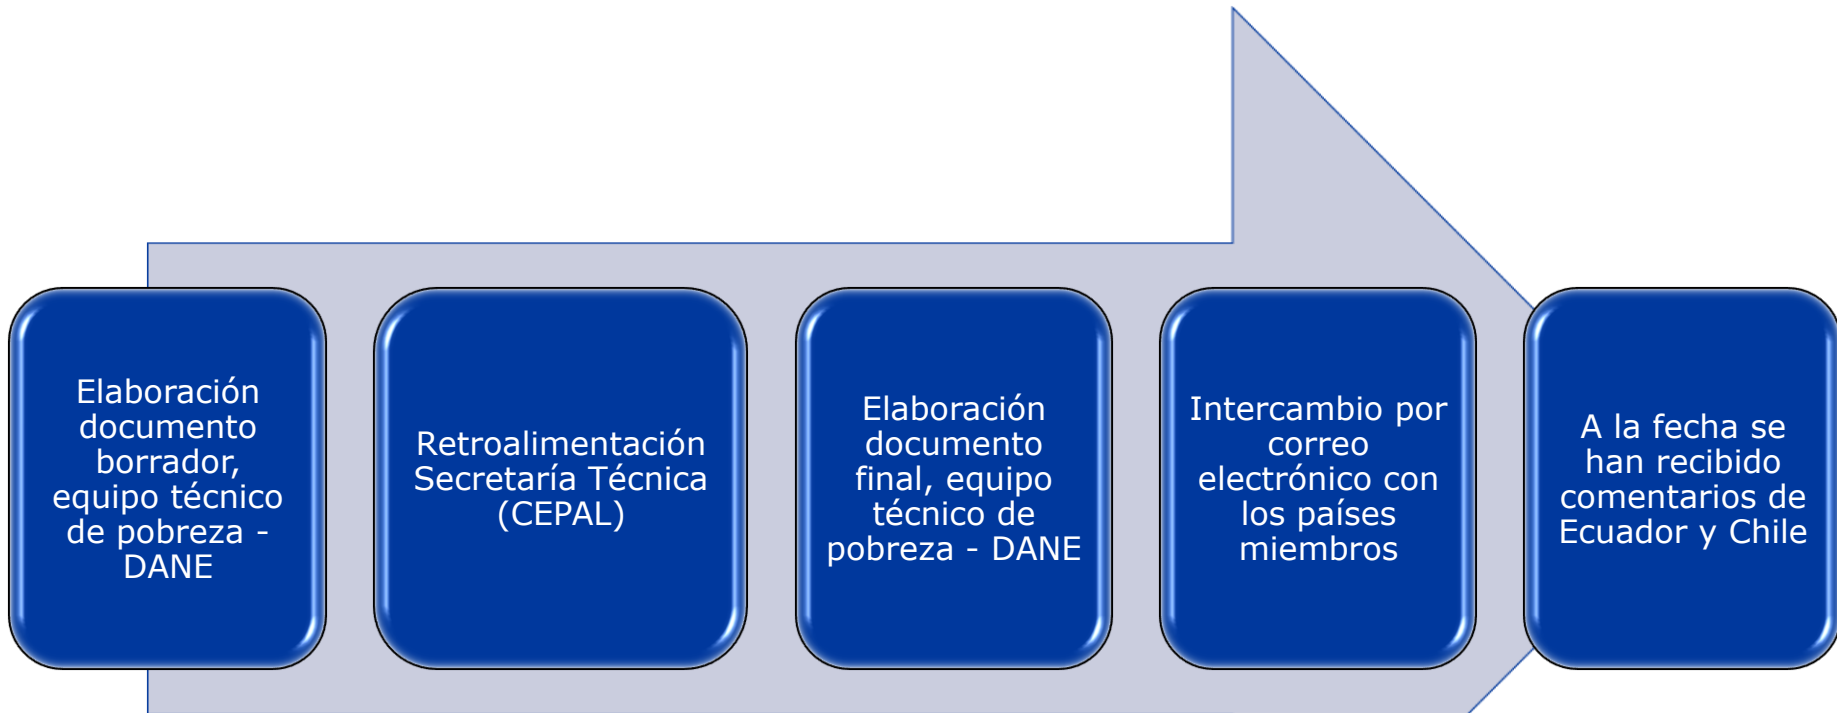 Elaboración
documento
borrador,
equipo técnico
de pobreza -
DANE
Retroalimentación
Secretaría Técnica
(CEPAL)
Elaboración
documento
final, equipo
técnico de
pobreza - DANE
Intercambio por
correo
electrónico con
los países
miembros
A la fecha se
han recibido
comentarios de
Ecuador y Chile